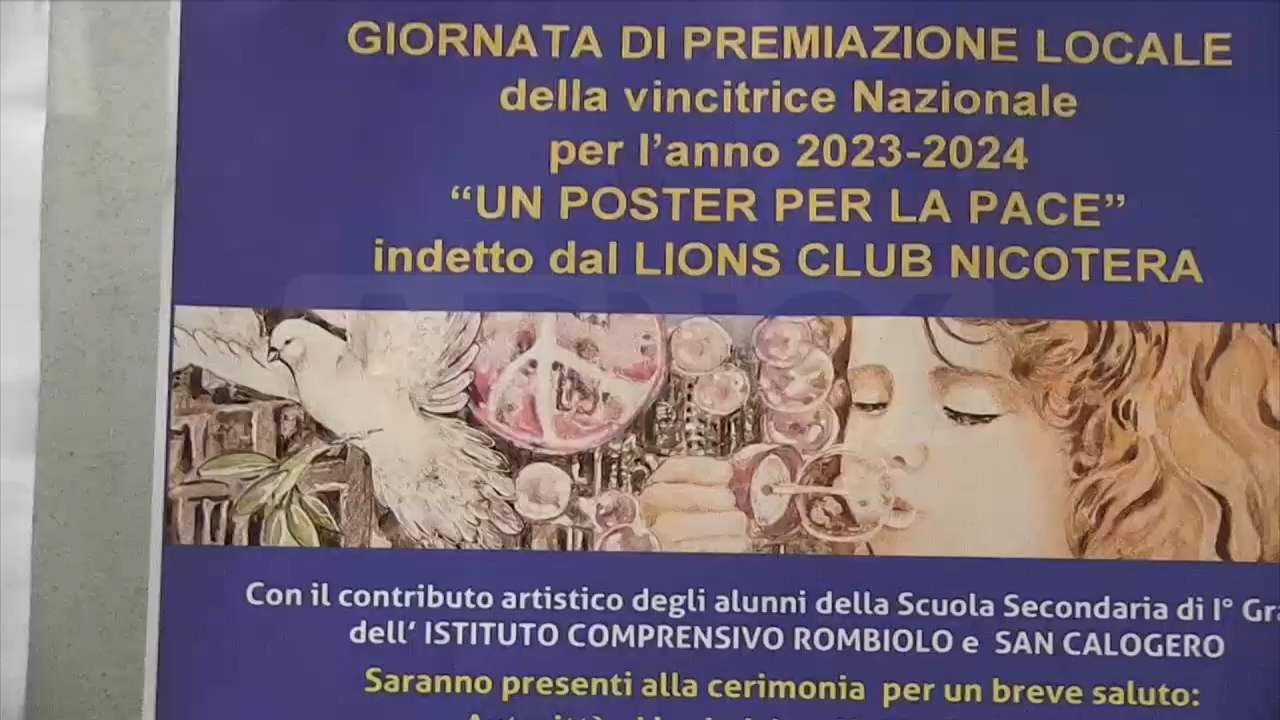 GIORNATA DI PREMIAZIONE LOCALE
della vincitrice Nazionale
per l'anno 2023-2024
“UN POSTER PER LA PACE”
indetto dal LIONS CLUB NICOTERA
Con il contributo artistico degli alunni della Scuola Secondaria di I°
dell' ISTITUTO COMPRENSIVO ROMBIOLO e SAN CALOGERO
Saranno presenti alla cerimonia per un breve saluto: